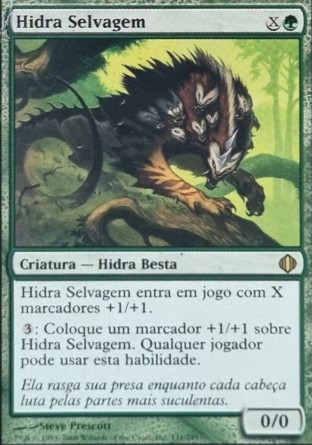 Hidra Selvagem X
Criatura — Hidra Besta
Hidra Selvagem entra em jogo com X
marcadores +1/+1.
3: Coloque um marcador +1/+1 sobre
Hidra Selvagem. Qualquer jogador
pode usar esta habilidade.
Ela rasga sua presa enquanto cada cabeça
luta pelas partes mais suculentas.
Steve Prescott
0/0